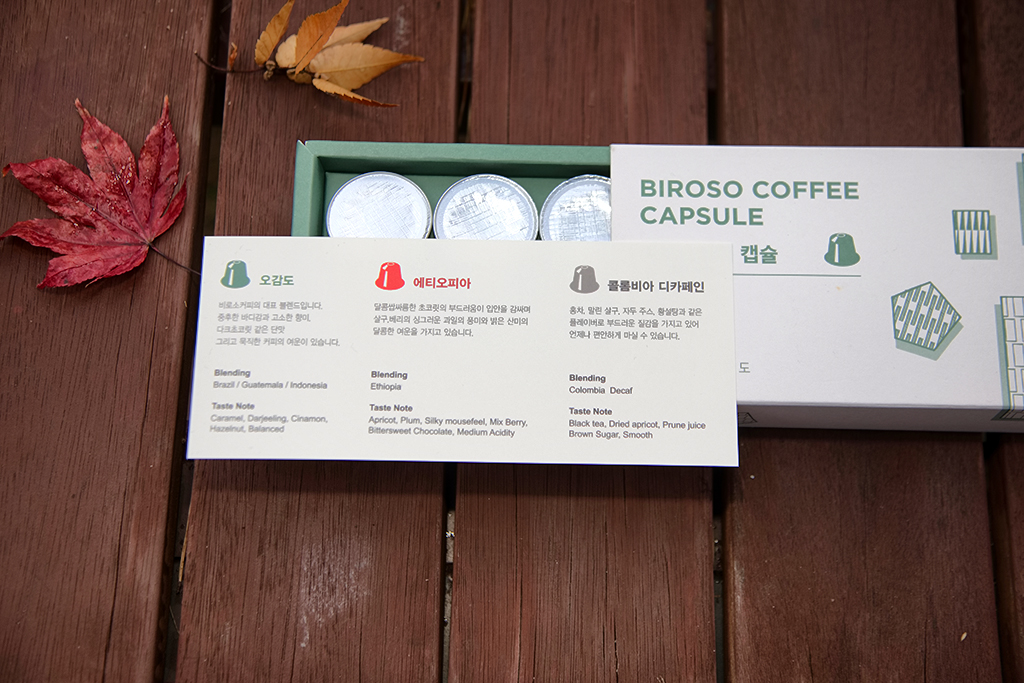 BIROSO COFFEE
CAPSULE
캡슐
도
오감도
비로소커피의 대표 블렌드입니다.
중후한 바디감과 고소한 향미,
다크초코릿 같은 단맛
그리고 묵직한 커피의 여운이 있습니다.
Blending
Brazil / Guatemala / Indonesia
Taste Note
Caramel, Darjeeling, Cinamon,
Hazelnut, Balanced
에티오피아
달콤쌉싸름한 초코릿의 부드러움이 입안을 감싸며
살구,베리의 싱그러운 과일의 풍미와 밝은 산미의
달콤한 여운을 가지고 있습니다.
Blending
Ethiopia
Taste Note
Apricot, Plum, Silky mousefeel, Mix Berry,
Bittersweet Chocolate, Medium Acidity
콜롬비아 디카페인
홍차, 말린 살구, 자두 주스, 황설탕과 같은
플레이버로 부드러운 질감을 가지고 있어
언제나 편안하게 마실 수 있습니다.
Blending
Colombia Decaf
Taste Note
Black tea, Dried apricot, Prune juice
Brown Sugar, Smooth